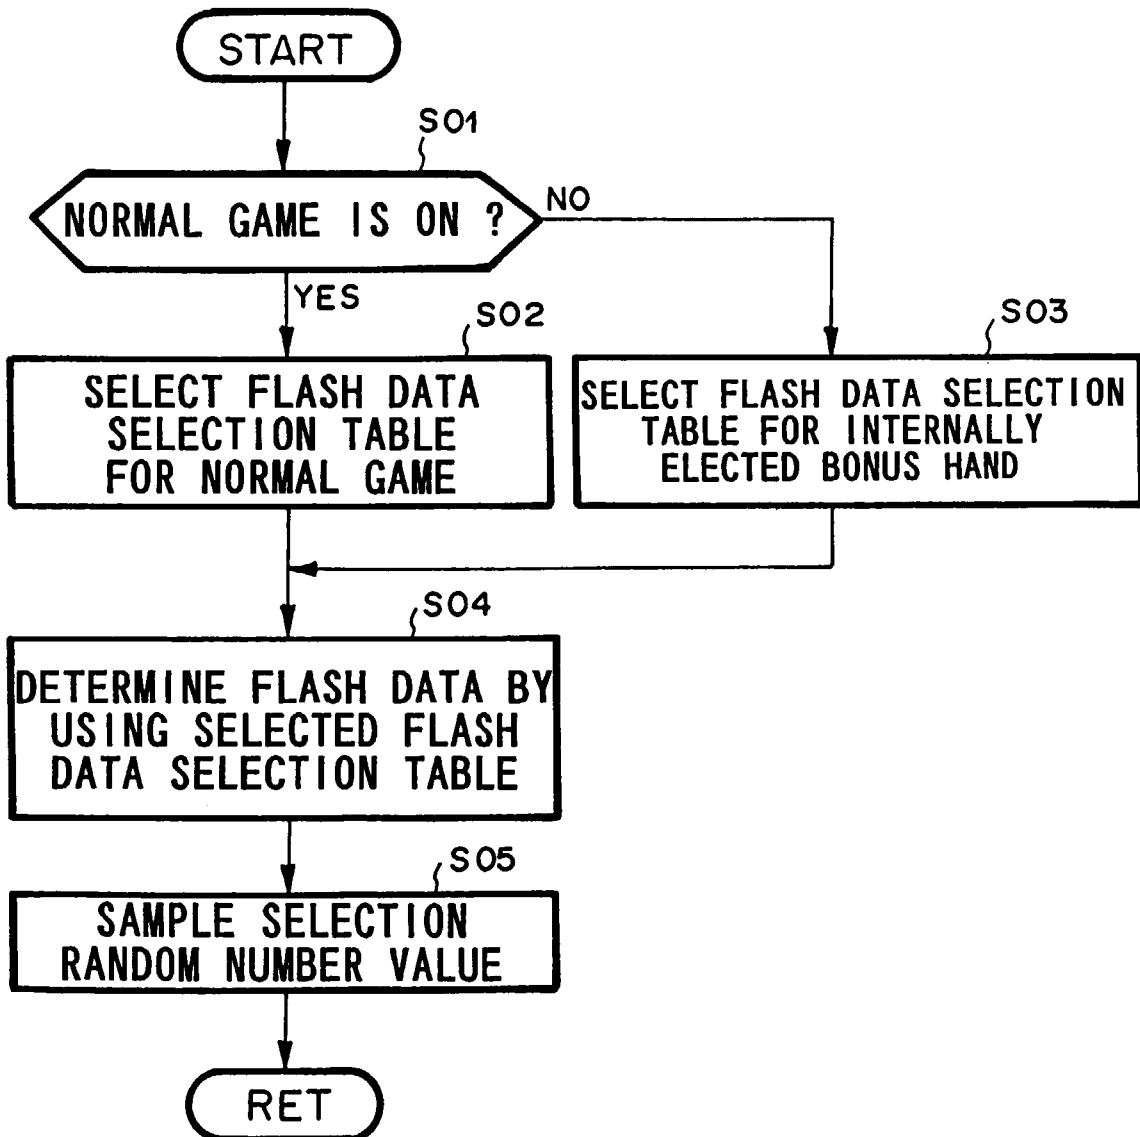 START
S01
NORMAL GAME IS ON ?
NO
YES
S02
SELECT FLASH DATA
SELECTION TABLE
FOR NORMAL GAME
S03
SELECT FLASH DATA SELECTION
TABLE FOR INTERNALLY
ELECTED BONUS HAND
S04
DETERMINE FLASH DATA BY
USING SELECTED FLASH
DATA SELECTION TABLE
S05
SAMPLE SELECTION
RANDOM NUMBER VALUE
RET